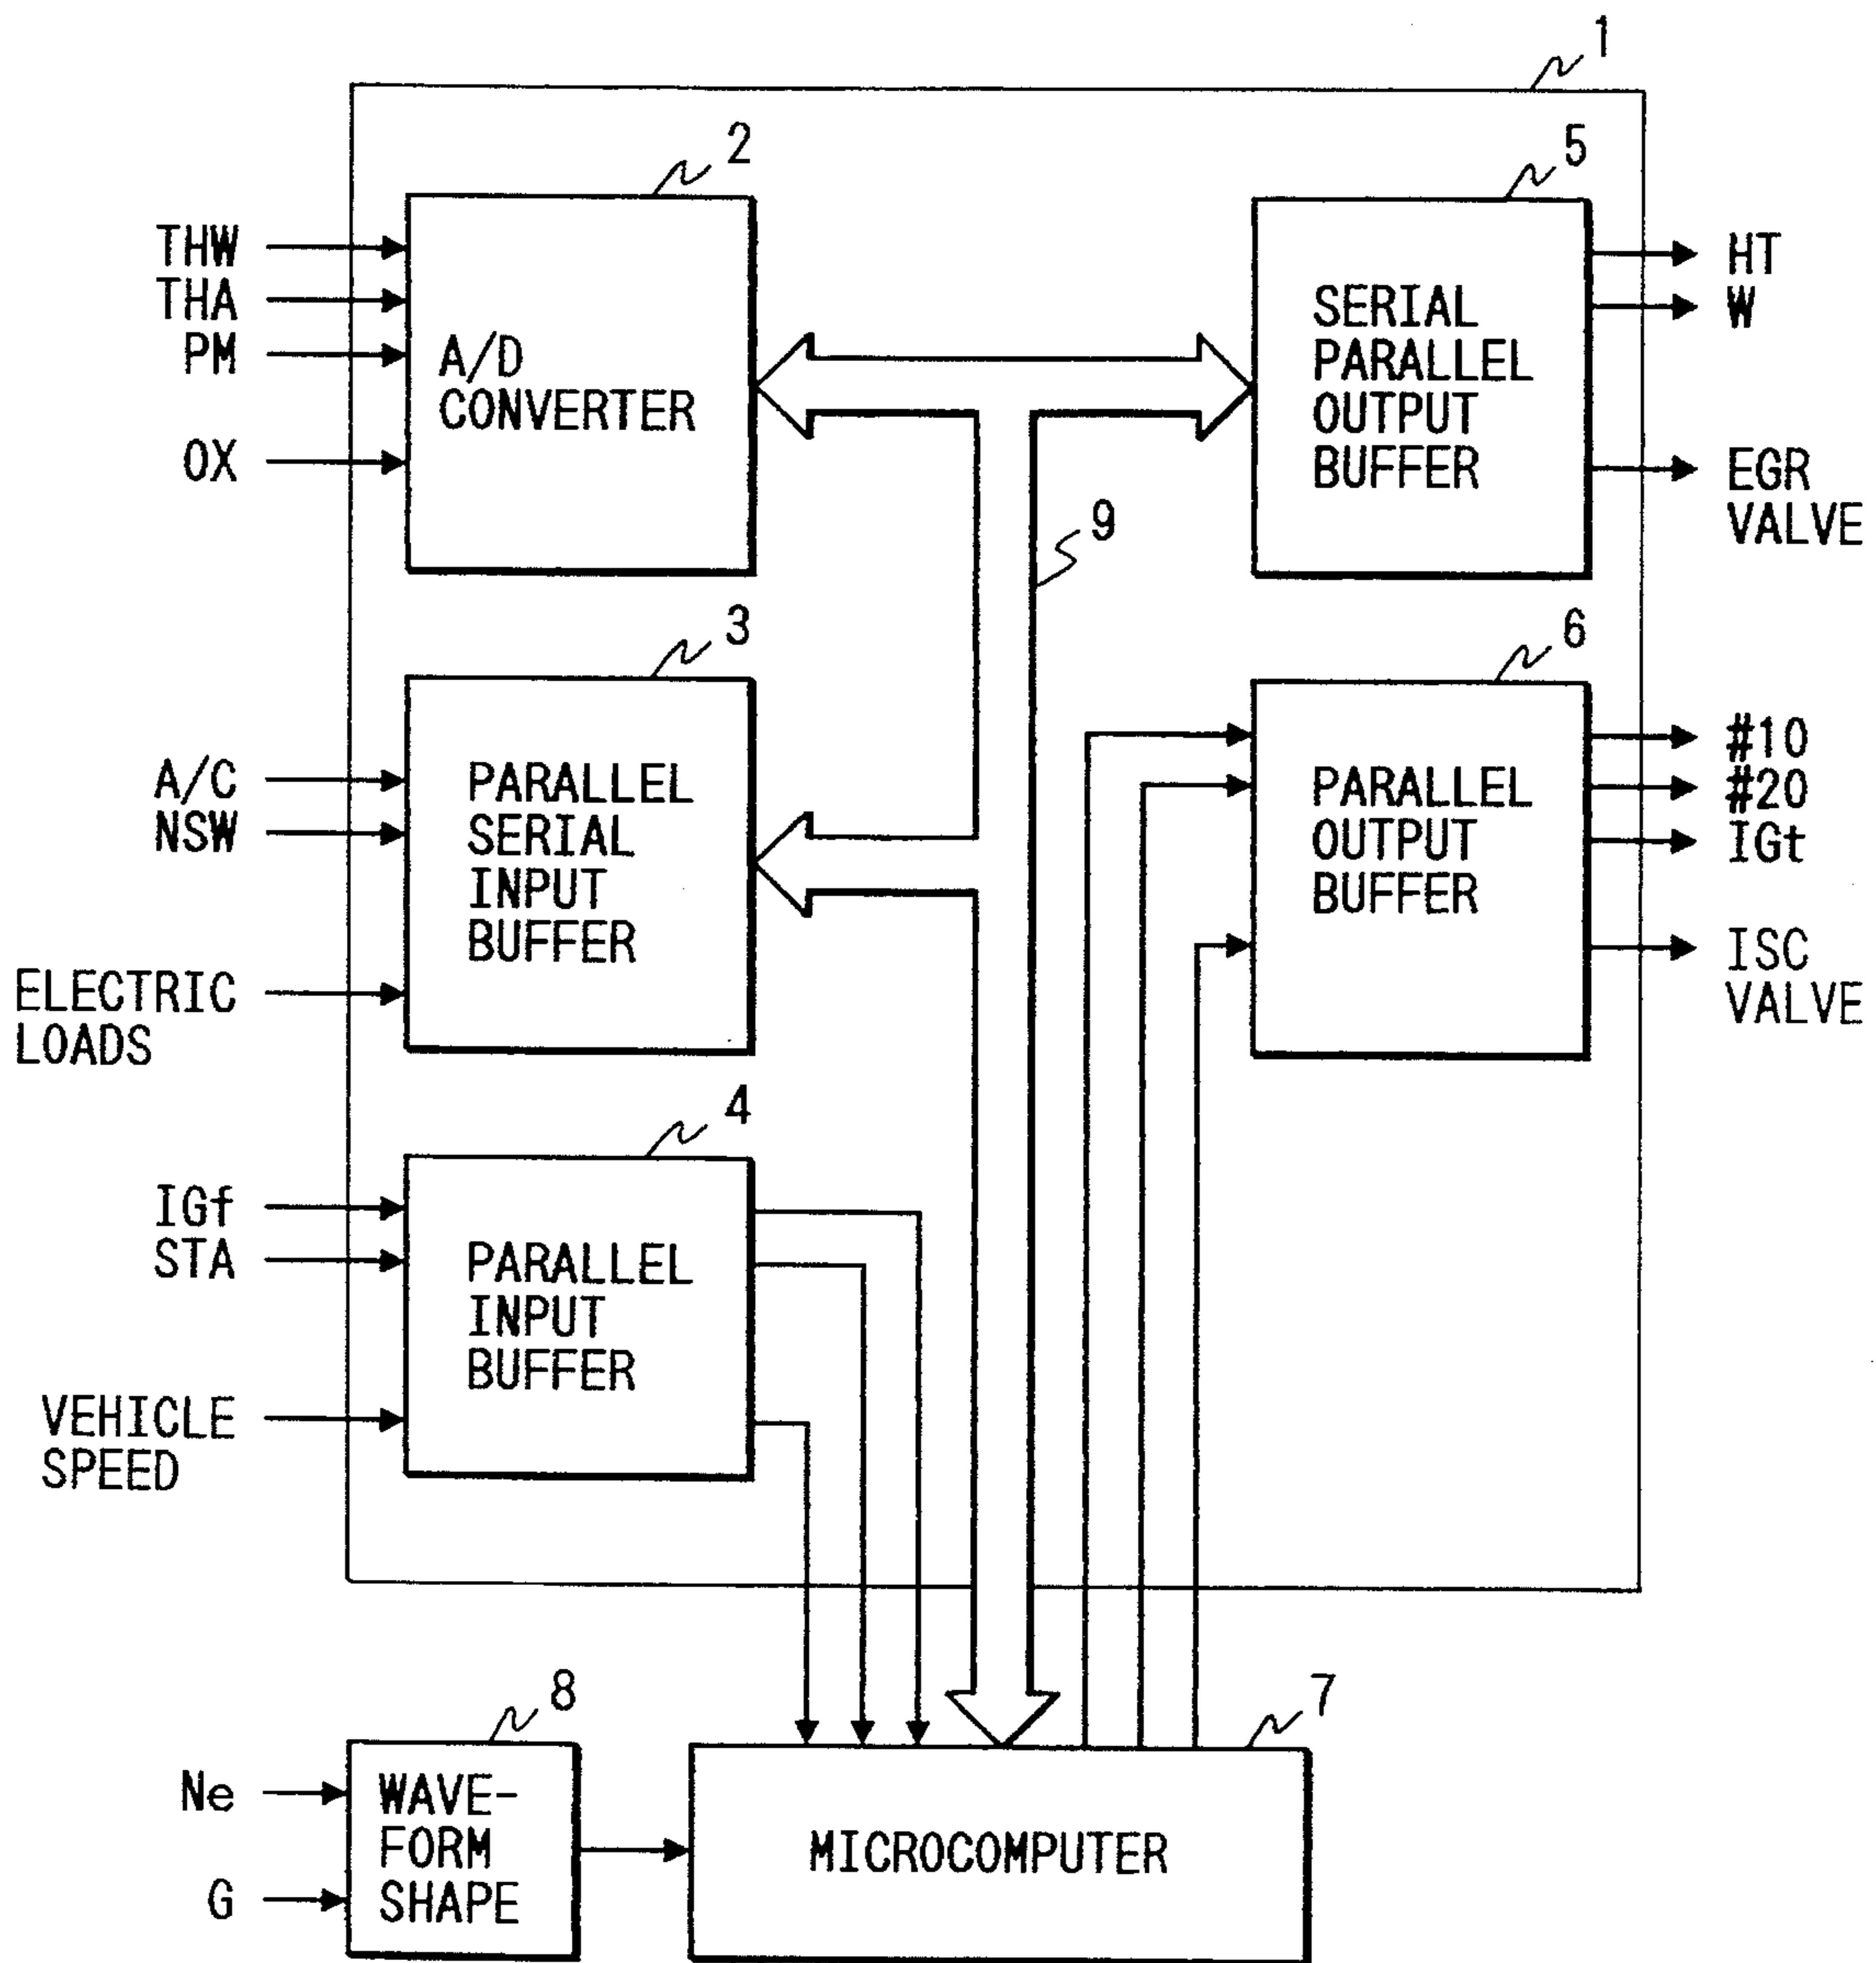 1
2
5
THW
THA
PM
OX
A/D
CONVERTER
SERIAL
PARALLEL
OUTPUT
BUFFER
HT
W
EGR
VALVE
9
3
6
A/C
NSW
ELECTRIC
LOADS
PARALLEL
SERIAL
INPUT
BUFFER
PARALLEL
OUTPUT
BUFFER
#10
#20
IGt
ISC
VALVE
4
IGf
STA
VEHICLE
SPEED
PARALLEL
INPUT
BUFFER
8
7
Ne
G
WAVE-
FORM
SHAPE
MICROCOMPUTER